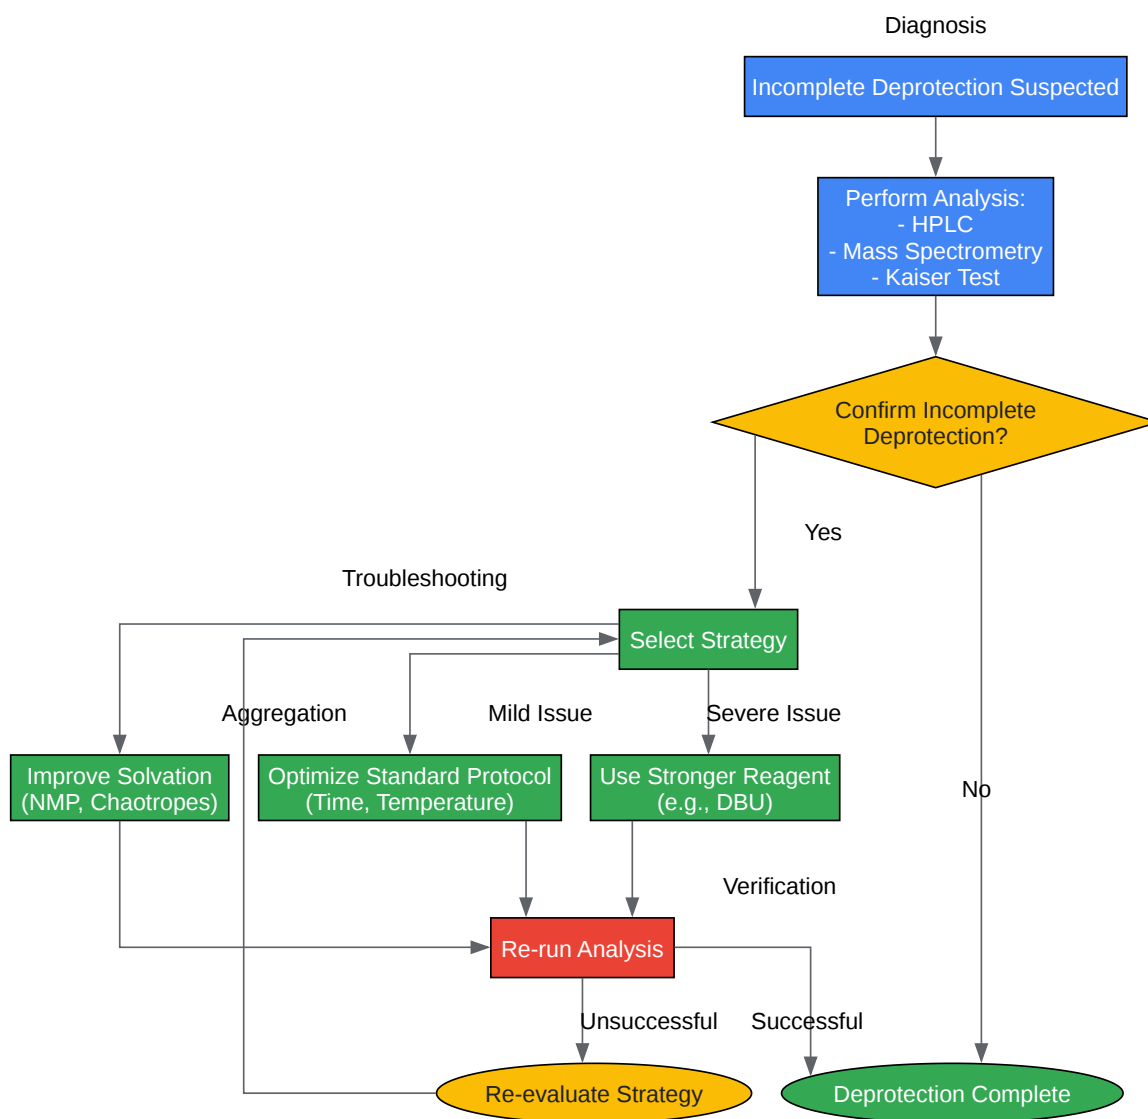 Diagnosis
Incomplete Deprotection Suspected
Perform Analysis:
- HPLC
- Mass Spectrometry
- Kaiser Test
Confirm Incomplete
Deprotection?
Yes
Troubleshooting
Select Strategy
Aggregation
Mild Issue
Severe Issue
Improve Solvation
(NMP, Chaotropes)
Optimize Standard Protocol
(Time, Temperature)
Use Stronger Reagent
(e.g., DBU)
No
Verification
Re-run Analysis
Unsuccessful
Successful
Re-evaluate Strategy
Deprotection Complete